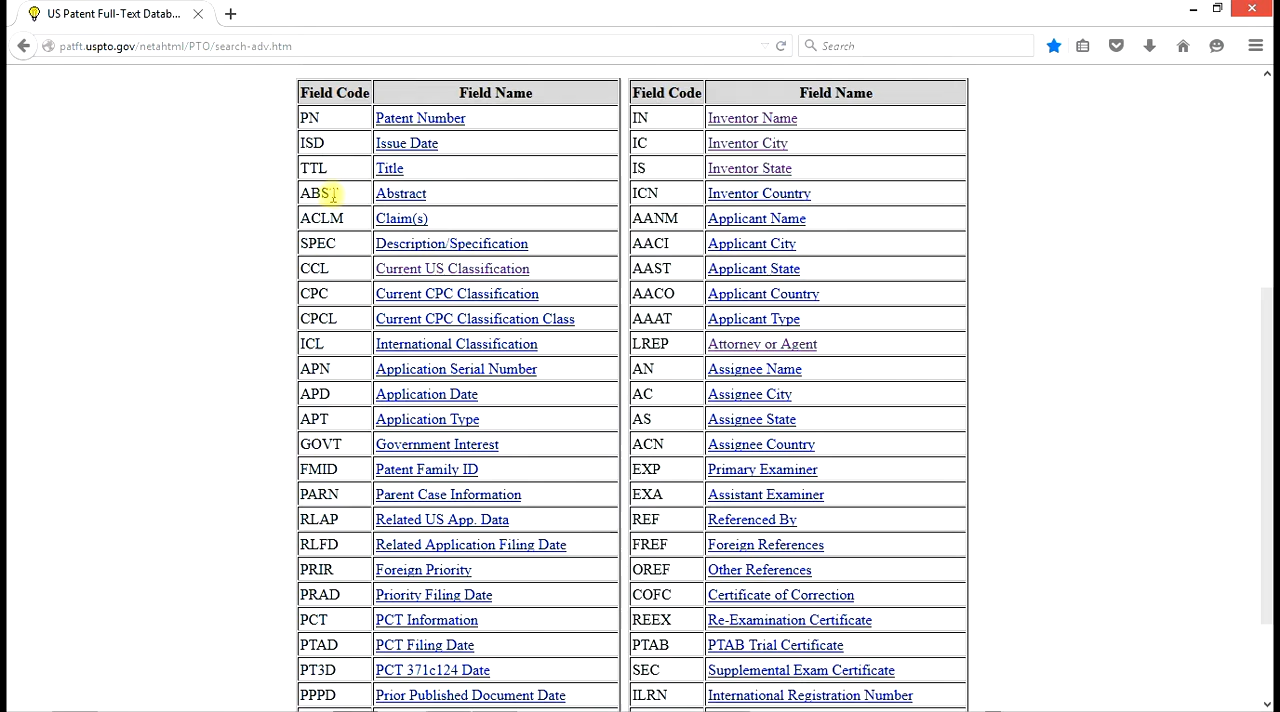 US Patent Full-Text Datab...
patft.uspto.gov/netahtml/PTO/search-adv.htm
Search
Field Code Field Name Field Code Field Name
PN Patent Number IN Inventor Name
ISD Issue Date IC Inventor City
TTL Title IS Inventor State
ABST Abstract ICN Inventor Country
ACLM Claim(s) AANM Applicant Name
SPEC Description/Specification AACI Applicant City
CCL Current US Classification AAST Applicant State
CPC Current CPC Classification AACO Applicant Country
CPCL Current CPC Classification Class AAAT Applicant Type
ICL International Classification LREP Attorney or Agent
APN Application Serial Number AN Assignee Name
APD Application Date AC Assignee City
APT Application Type AS Assignee State
GOVT Government Interest ACN Assignee Country
FMID Patent Family ID EXP Primary Examiner
PARN Parent Case Information EXA Assistant Examiner
RLAP Related US App. Data REF Referenced By
RLFD Related Application Filing Date FREF Foreign References
PRIR Foreign Priority OREF Other References
PRAD Priority Filing Date COFC Certificate of Correction
PCT PCT Information REEX Re-Examination Certificate
PTAD PCT Filing Date PTAB PTAB Trial Certificate
PT3D PCT 371c124 Date SEC Supplemental Exam Certificate
PPPD Prior Published Document Date ILRN International Registration Number